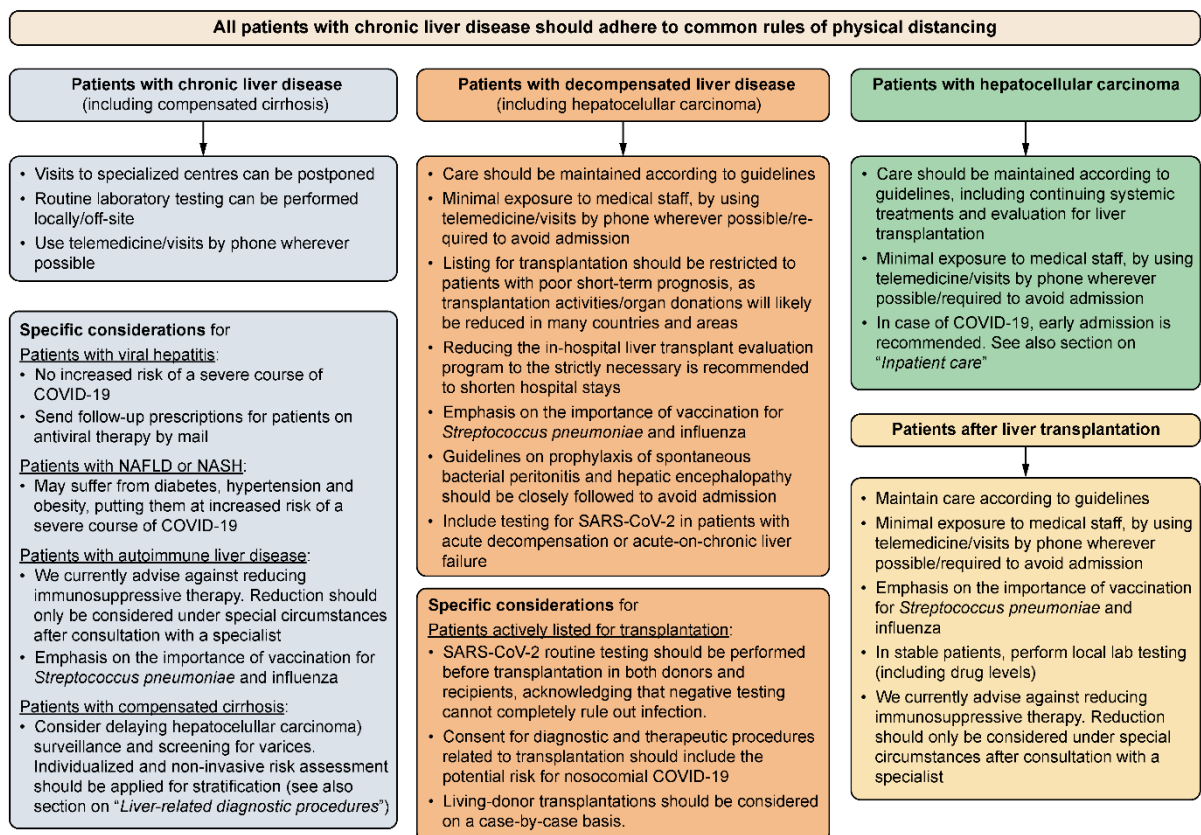 All patients with chronic liver disease should adhere to common rules of physical distancing
Patients with chronic liver disease
(including compensated cirrhosis)
• Visits to specialized centres can be postponed
• Routine laboratory testing can be performed
locally/off-site
• Use telemedicine/visits by phone wherever
possible
Specific considerations for
Patients with viral hepatitis:
• No increased risk of a severe course of
COVID-19
• Send follow-up prescriptions for patients on
antiviral therapy by mail
Patients with NAFLD or NASH:
• May suffer from diabetes, hypertension and
obesity, putting them at increased risk of a
severe course of COVID-19
Patients with autoimmune liver disease:
• We currently advise against reducing
immunosuppressive therapy. Reduction should
only be considered under special circumstances
after consultation with a specialist
• Emphasis on the importance of vaccination for
Streptococcus pneumoniae and influenza
Patients with compensated cirrhosis:
• Consider delaying hepatocelullar carcinoma)
surveillance and screening for varices.
Individualized and non-invasive risk assessment
should be applied for stratification (see also
section on “Liver-related diagnostic procedures”)
Patients with decompensated liver disease
(including hepatocelullar carcinoma)
• Care should be maintained according to guidelines
• Minimal exposure to medical staff, by using
telemedicine/visits by phone wherever possible/re-
quired to avoid admission
• Listing for transplantation should be restricted to
patients with poor short-term prognosis, as
transplantation activities/organ donations will likely
be reduced in many countries and areas
• Reducing the in-hospital liver transplant evaluation
program to the strictly necessary is recommended
to shorten hospital stays
• Emphasis on the importance of vaccination for
Streptococcus pneumoniae and influenza
• Guidelines on prophylaxis of spontaneous
bacterial peritonitis and hepatic encephalopathy
should be closely followed to avoid admission
• Include testing for SARS-CoV-2 in patients with
acute decompensation or acute-on-chronic liver
failure
Specific considerations for
Patients actively listed for transplantation:
• SARS-CoV-2 routine testing should be performed
before transplantation in both donors and
recipients, acknowledging that negative testing
cannot completely rule out infection.
• Consent for diagnostic and therapeutic procedures
related to transplantation should include the
potential risk for nosocomial COVID-19
• Living-donor transplantations should be considered
on a case-by-case basis.
Patients with hepatocellular carcinoma
• Care should be maintained according to
guidelines, including continuing systemic
treatments and evaluation for liver
transplantation
• Minimal exposure to medical staff, by using
telemedicine/visits by phone wherever
possible/required to avoid admission
• In case of COVID-19, early admission is
recommended. See also section on
“Inpatient care”
Patients after liver transplantation
• Maintain care according to guidelines
• Minimal exposure to medical staff, by using
telemedicine/visits by phone wherever
possible/required to avoid admission
• Emphasis on the importance of vaccination
for Streptococcus pneumoniae and
influenza
• In stable patients, perform local lab testing
(including drug levels)
• We currently advise against reducing
immunosuppressive therapy. Reduction
should only be considered under special
circumstances after consultation with a
specialist